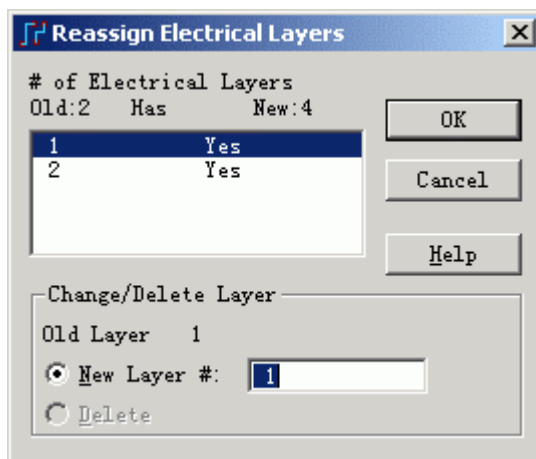 Reassign Electrical Layers
# of Electrical Layers
Old:2 Has New:4
1 Yes
2 Yes
OK
Cancel
Help
Change/Delete Layer
Old Layer 1
New Layer #: 1
Delete